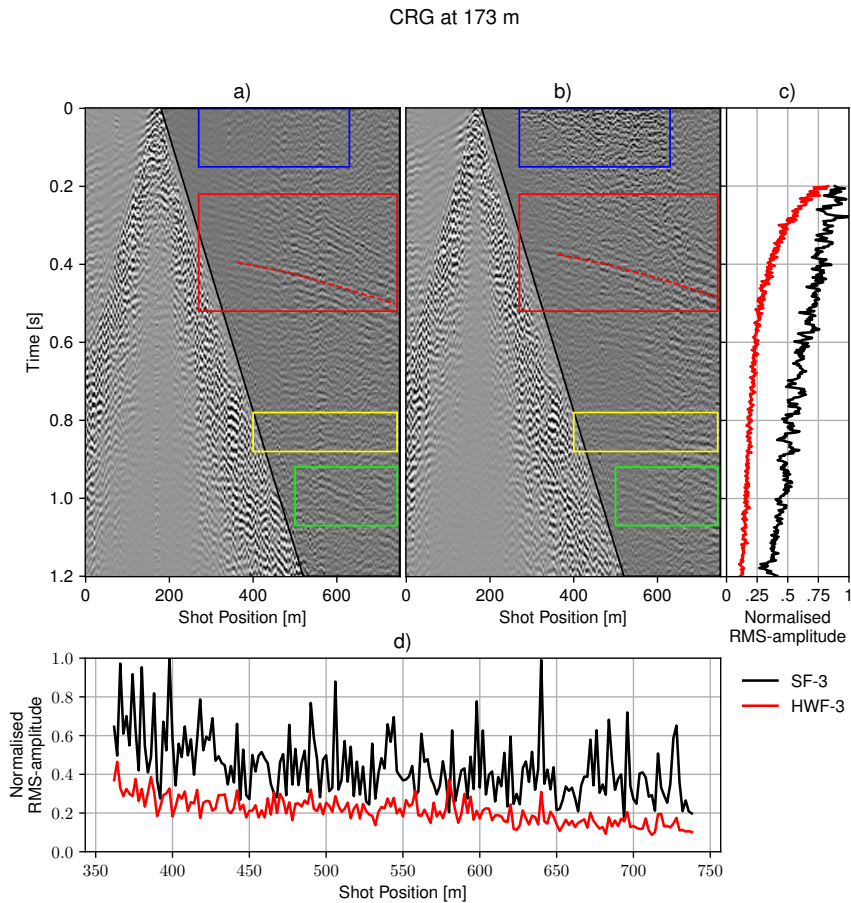 CRG at 173 m
a)
b)
c)
0
0.2
0.4
0.6
0.8
1.0
1.2
Time [s]
0 200 400 600
Shot Position [m]
0 200 400 600
Shot Position [m]
0 .25 .5 .75 1
Normalised
RMS-amplitude
d)
1.0
0.8
0.6
0.4
0.2
0.0
Normalised
RMS-amplitude
350 400 450 500 550 600 650 700 750
Shot Position [m]
SF-3
HWF-3